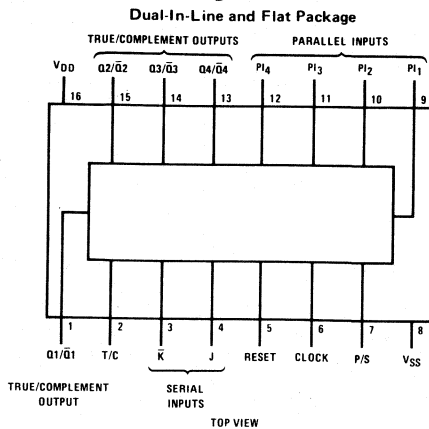 Dual-In-Line and Flat Package
TRUE/COMPLEMENT OUTPUTS PARALLEL INPUTS
VDD Q2/Q̅2 Q3/Q̅3 Q4/Q̅4 PI4 PI3 PI2 PI1
16 15 14 13 12 11 10 9
1 2 3 4 5 6 7 8
Q1/Q̅1 T/C K̅ J RESET CLOCK P/S VSS
TRUE/COMPLEMENT
OUTPUT
SERIAL
INPUTS
TOP VIEW